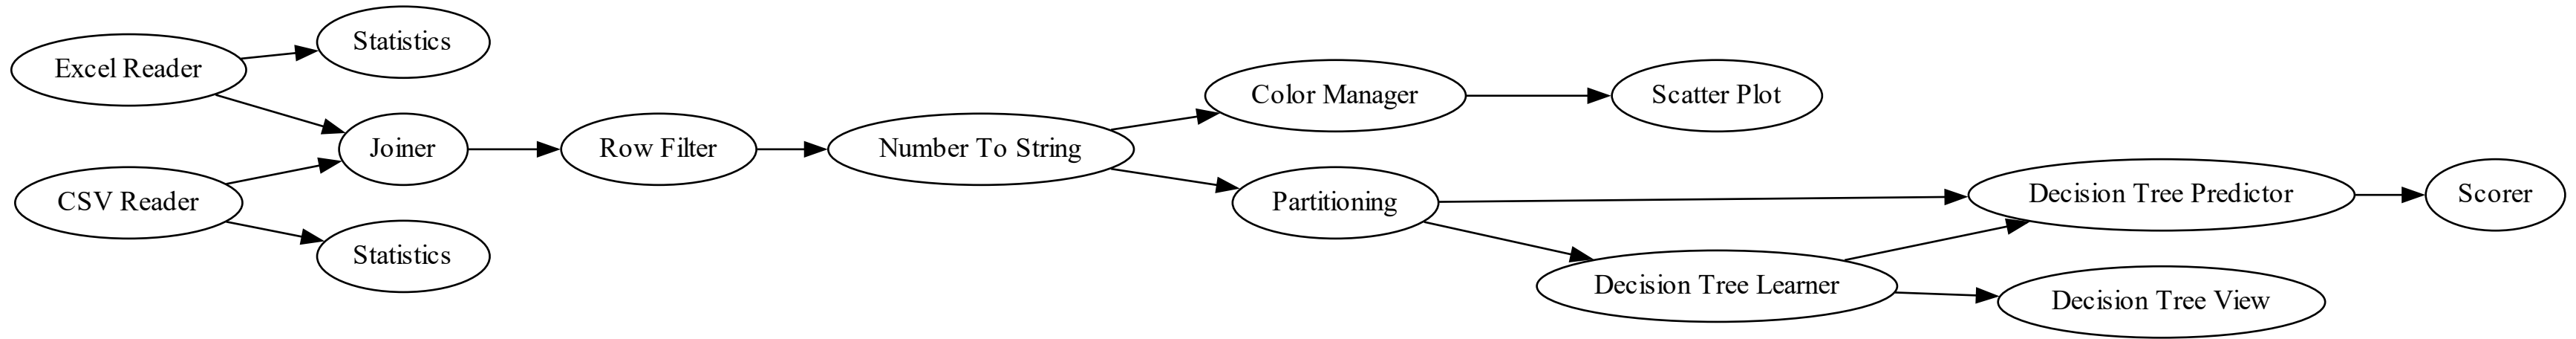 Statistics
Excel Reader
Joiner
CSV Reader
Statistics
Row Filter
Number To String
Color Manager
Scatter Plot
Partitioning
Decision Tree Predictor
Scorer
Decision Tree Learner
Decision Tree View